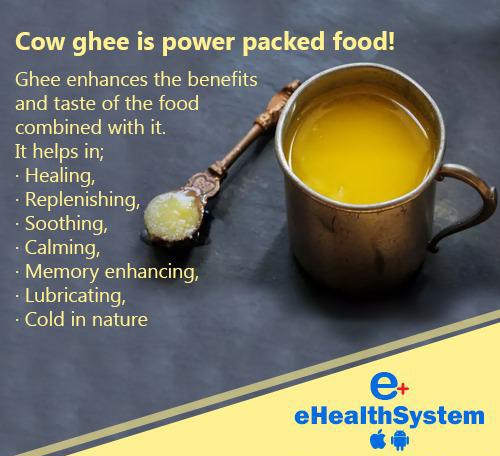 Cow ghee is power packed food!
Ghee enhances the benefits
and taste of the food
combined with it.
It helps in;
· Healing,
· Replenishing,
· Soothing,
· Calming,
· Memory enhancing,
· Lubricating,
· Cold in nature
e+
eHealthSystem